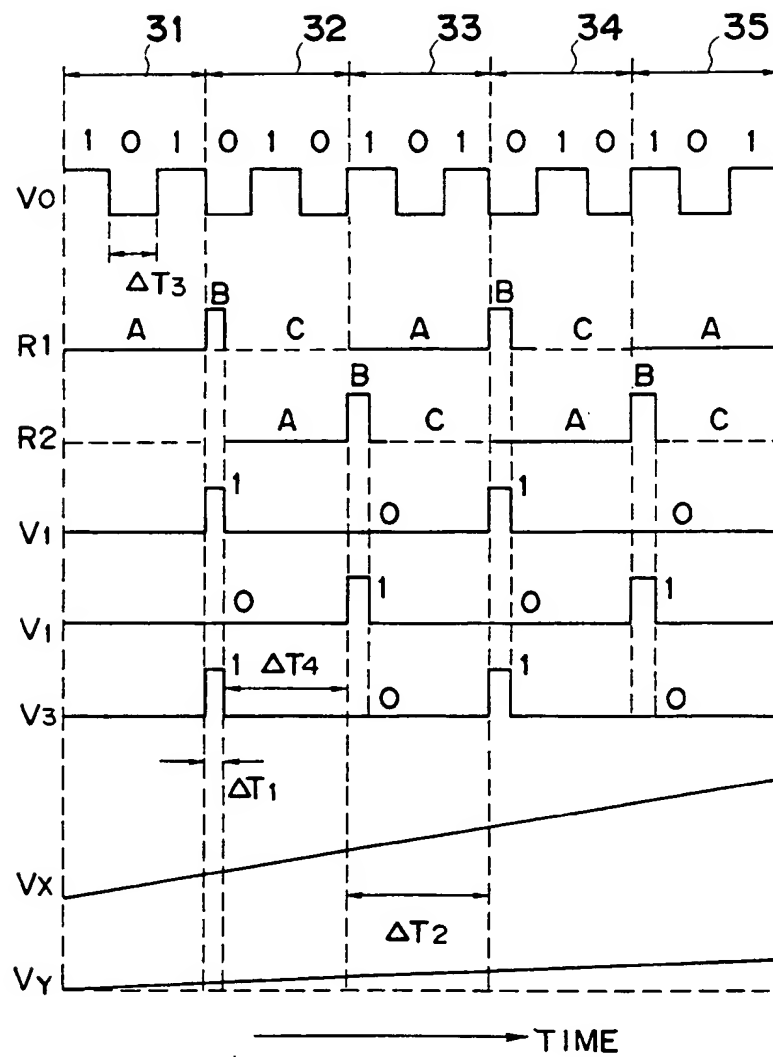 31 32 33 34 35
1 0 1 0 1 0 1 0 1 0 1 0 1 0 1
V0
ΔT3
B B
R1 A C A C A
B B
R2 A C A C
1 1
V1 0 0
1 1
V1 0 0
1 ΔT4 1
V3 0 0
ΔT1
VX
ΔT2
VY
TIME